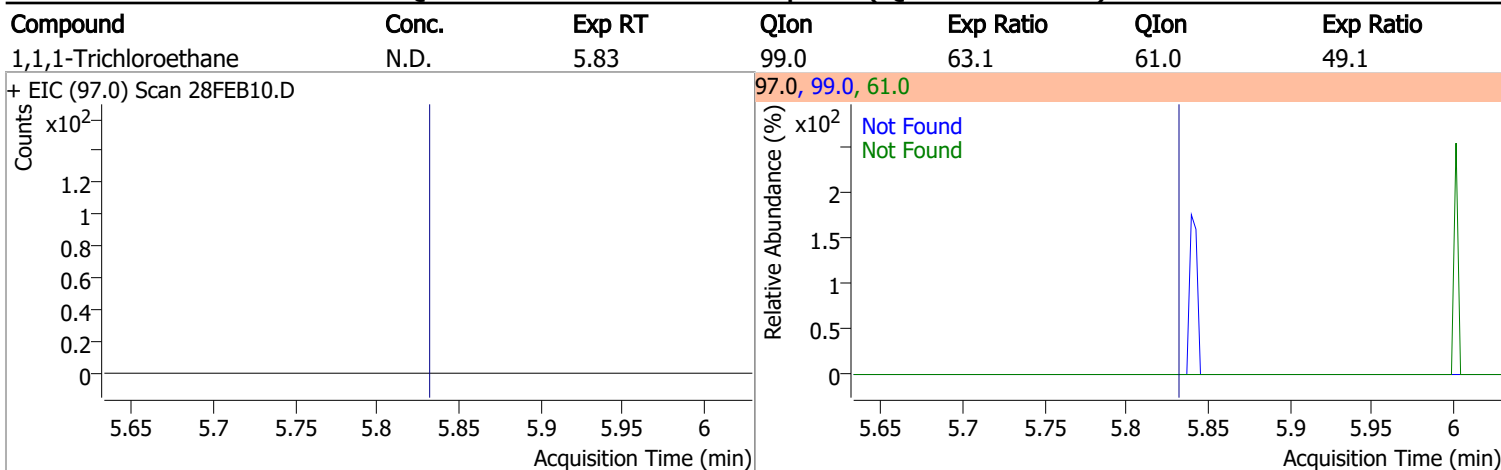 Compound Conc. Exp RT QIon Exp Ratio QIon Exp Ratio
1,1,1-Trichloroethane N.D. 5.83 99.0 63.1 61.0 49.1
+ EIC (97.0) Scan 28FEB10.D
Counts
x10²
1.2
1
0.8
0.6
0.4
0.2
0
5.65 5.7 5.75 5.8 5.85 5.9 5.95 6
Acquisition Time (min)
97.0, 99.0, 61.0
Relative Abundance (%)
x10²
Not Found
Not Found
2
1.5
1
0.5
0
5.65 5.7 5.75 5.8 5.85 5.9 5.95 6
Acquisition Time (min)